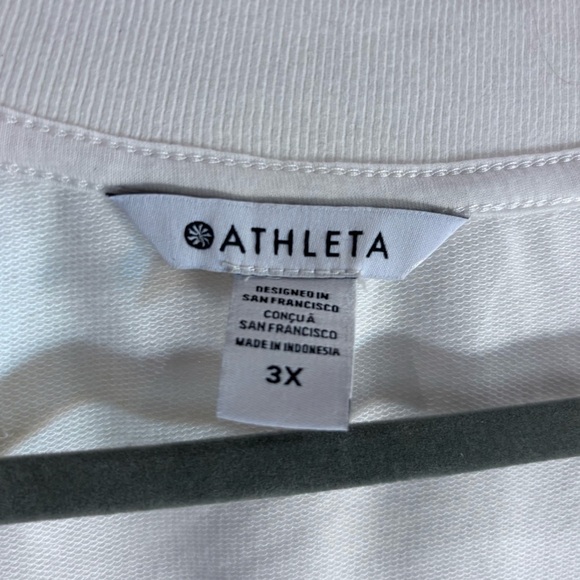 ATHLETA
DESIGNED IN
SAN FRANCISCO
CONÇU À
SAN FRANCISCO
MADE IN INDONESIA
3X